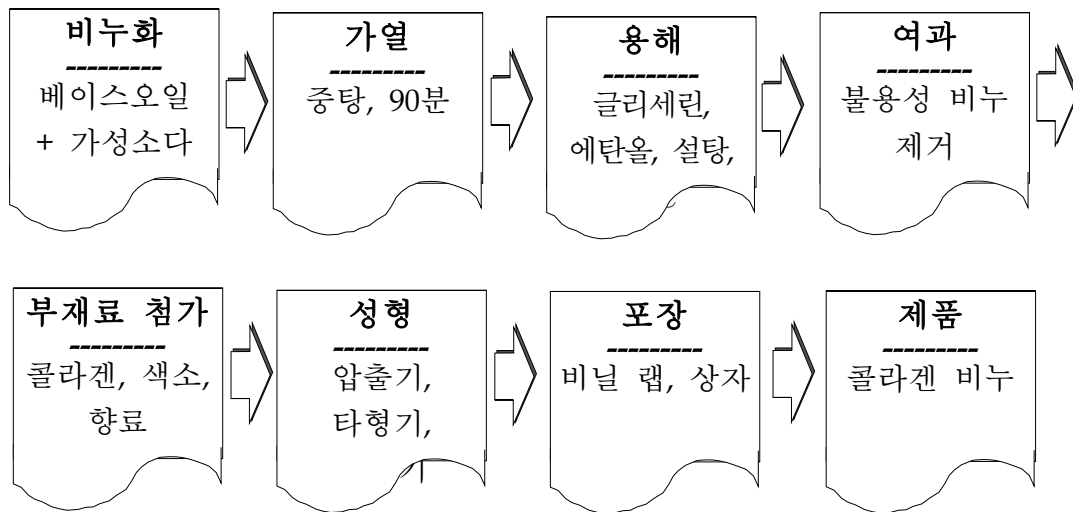 비누화
베이스오일
+ 가성소다
가열
중탕, 90분
용해
글리세린,
에탄올, 설탕,
여과
불용성 비누
제거
부재료 첨가
콜라겐, 색소,
향료
성형
압출기,
타형기,
포장
비닐 랩, 상자
제품
콜라겐 비누